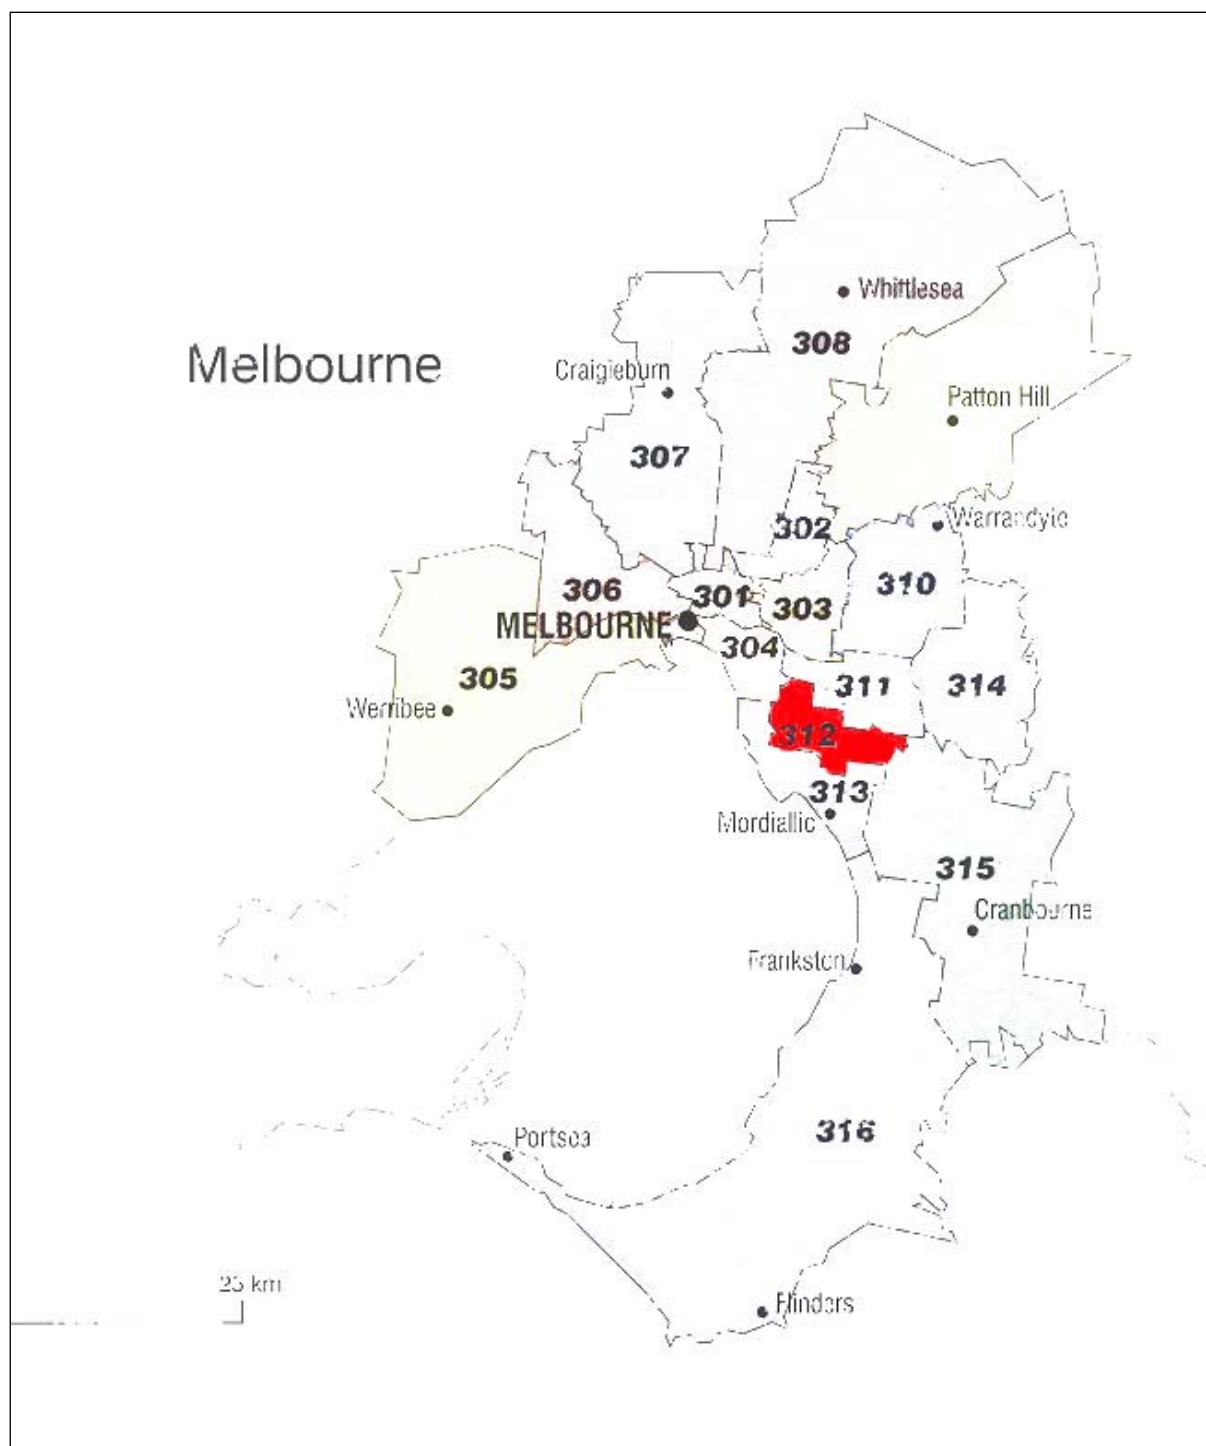 Whittlesea
308
Melbourne
Craigieburn
Patton Hill
307
302
Warrandyte
310
306
301
303
MELBOURNE
304
305
311
314
Werribee
312
313
Mordiallic
315
Cranbourne
Frankston
316
Portsea
25 km
Flinders